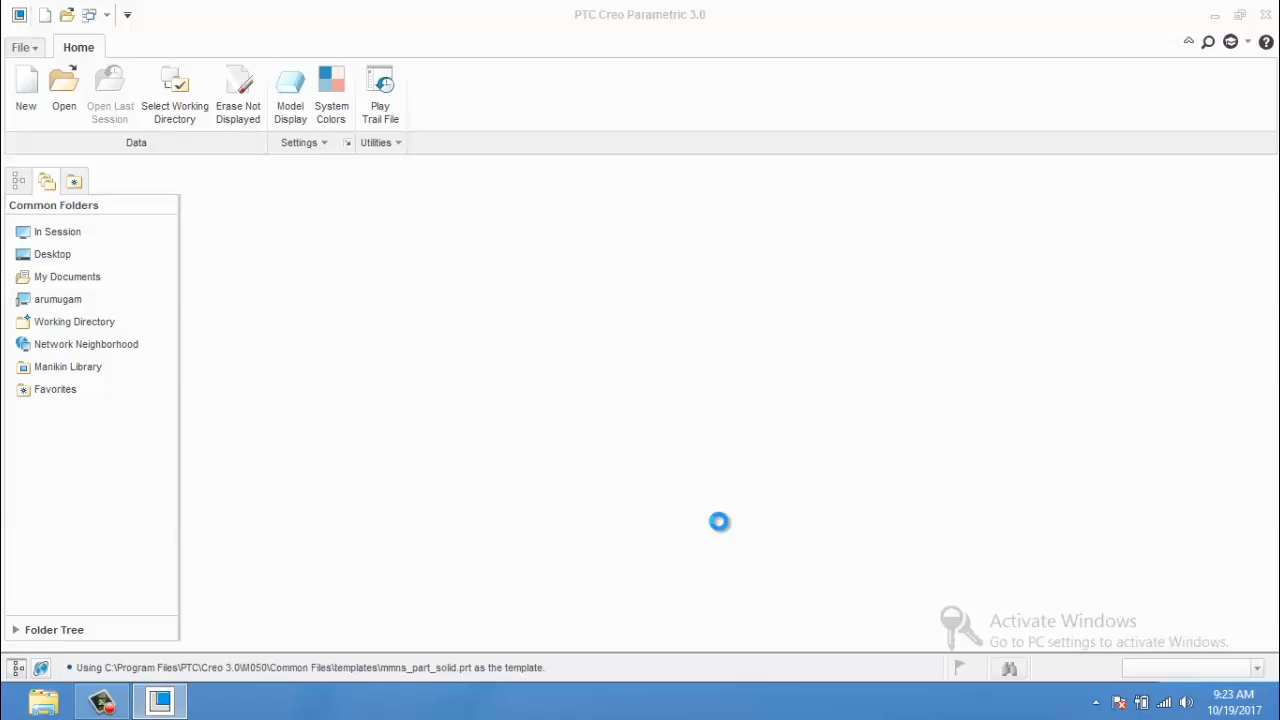 PTC Creo Parametric 3.0
File
Home
New
Open
Open Last
Session
Select Working
Directory
Erase Not
Displayed
Model
Display
System
Colors
Play
Trail File
Data
Settings
Utilities
Common Folders
In Session
Desktop
My Documents
arumugam
Working Directory
Network Neighborhood
Manikin Library
Favorites
Folder Tree
Activate Windows
Go to PC settings to activate Windows.
Using C:\Program Files\PTC\Creo 3.0\M050\Common Files\templates\mmns_part_solid.prt as the template.
9:23 AM
10/19/2017